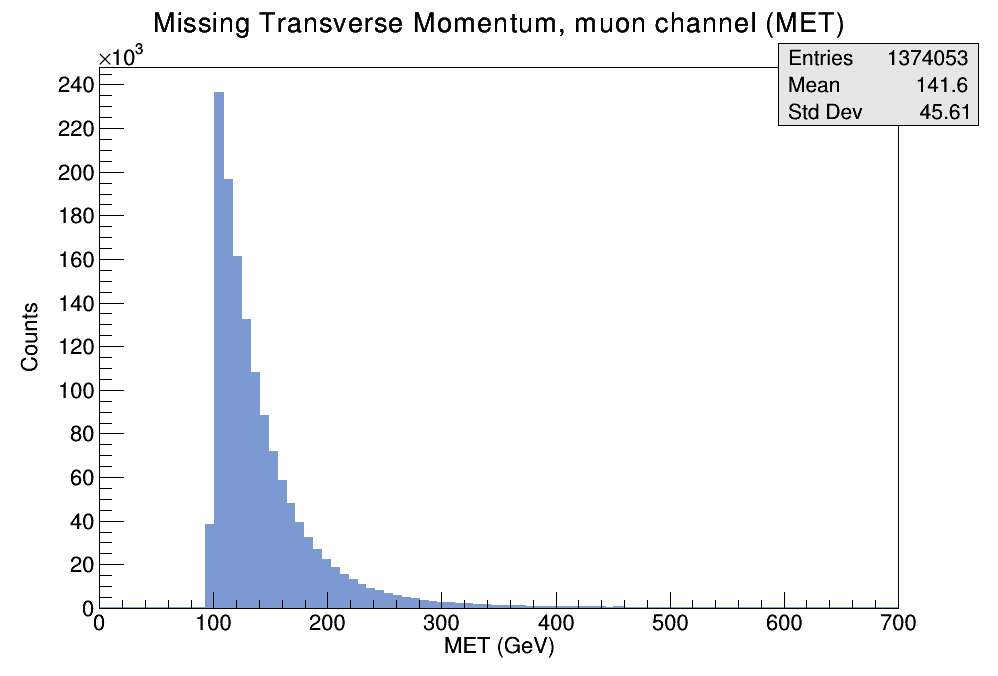 Missing Transverse Momentum, muon channel (MET)
×10³
Entries 1374053
Mean 141.6
Std Dev 45.61
240
220
200
180
160
140
120
100
80
60
40
20
0
Counts
0 100 200 300 400 500 600 700
MET (GeV)